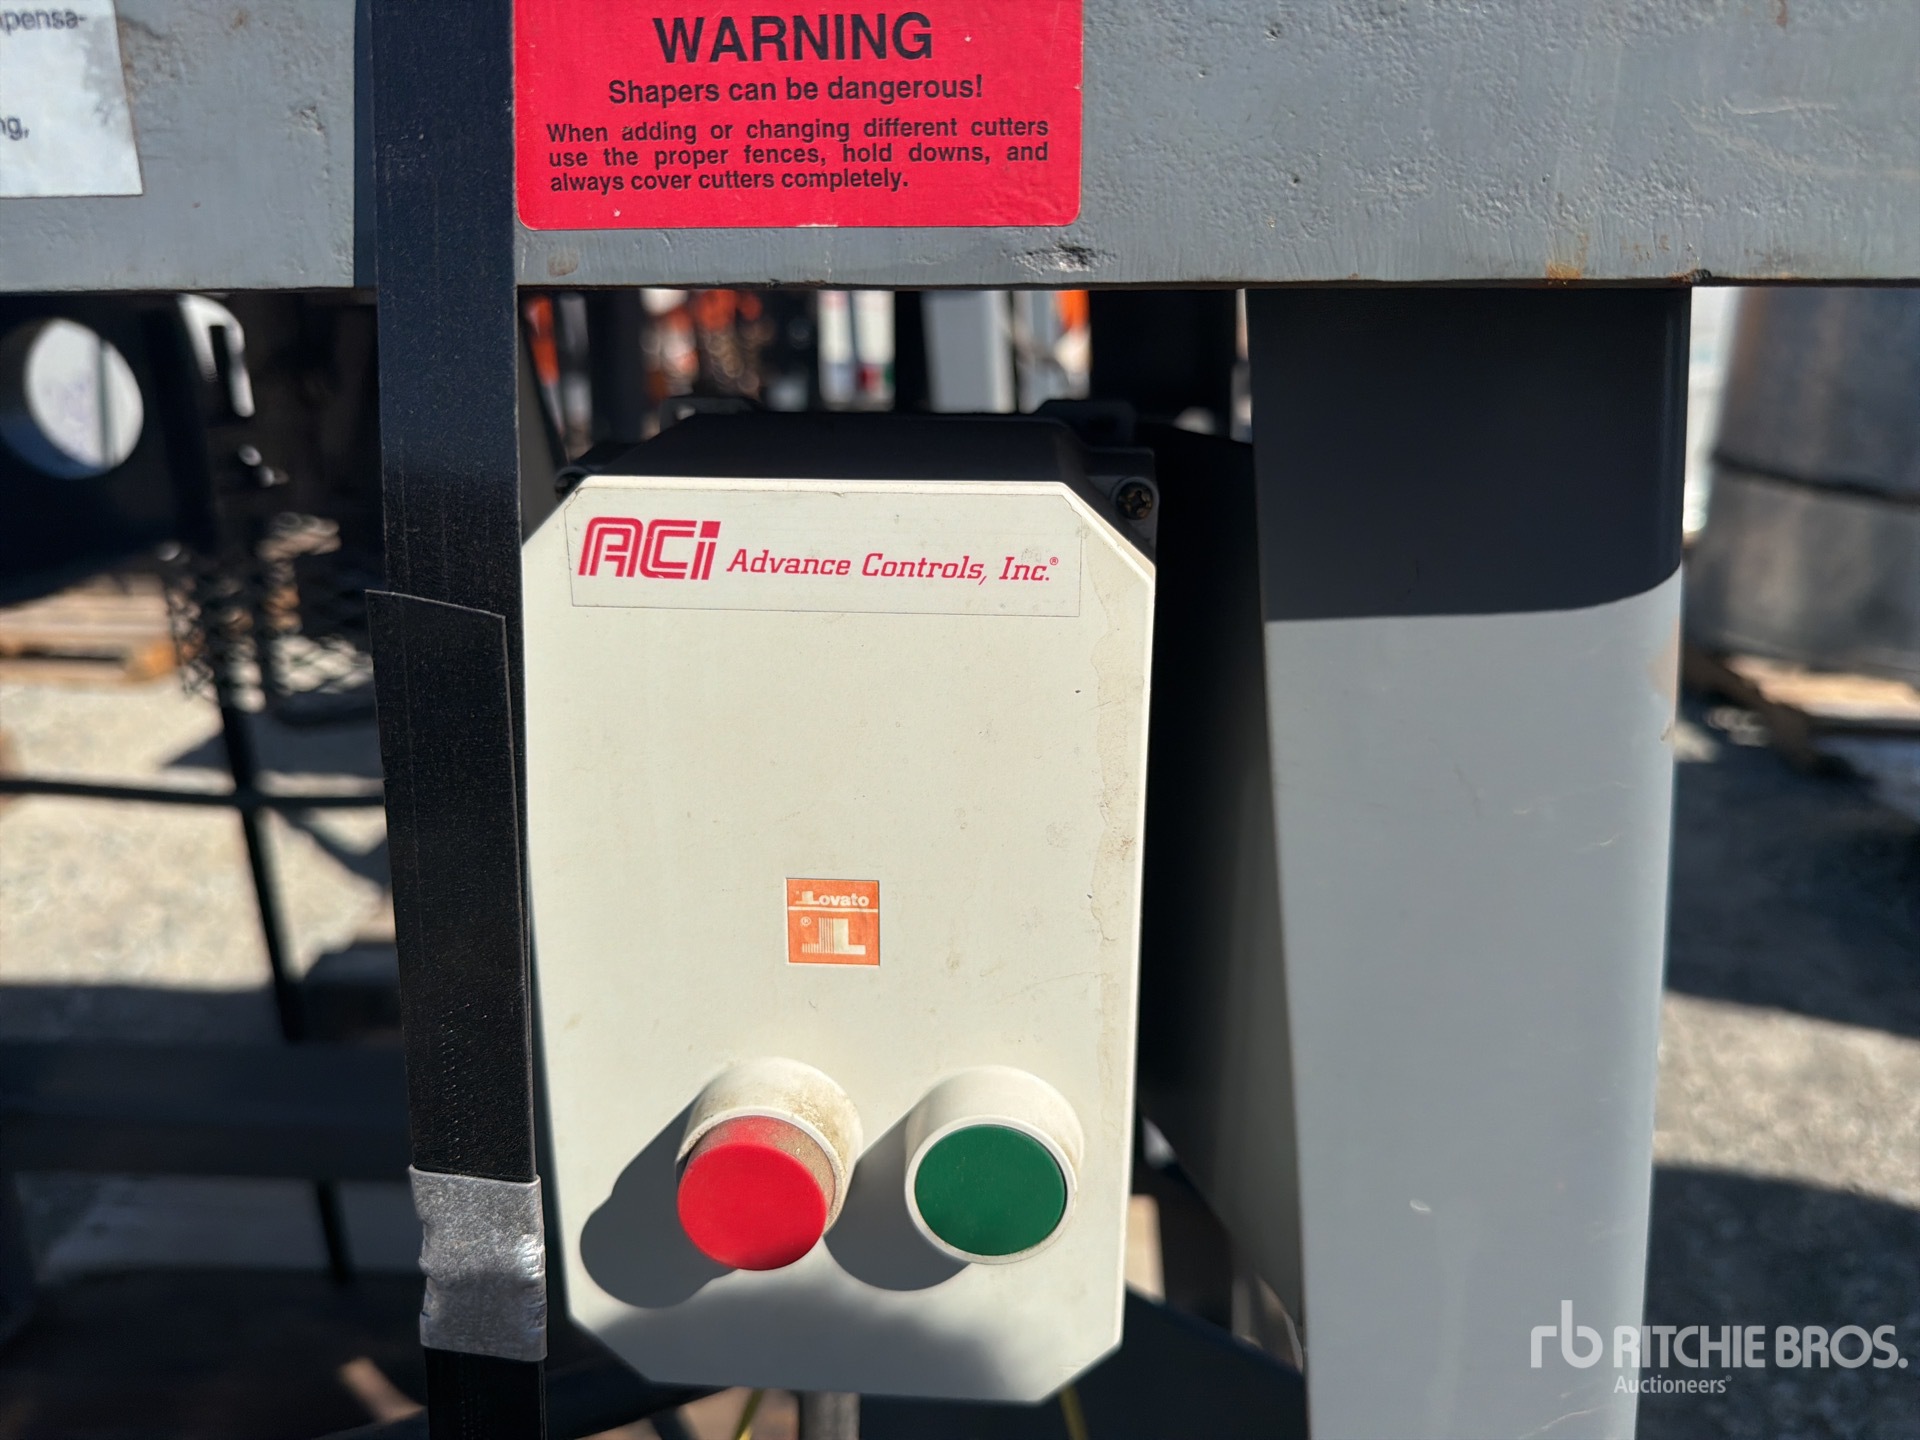 WARNING
Shapers can be dangerous!
When adding or changing different cutters
use the proper fences, hold downs, and
always cover cutters completely.
ACi Advance Controls, Inc.®
Lovato
®
L
rb RITCHIE BROS.
Auctioneers®